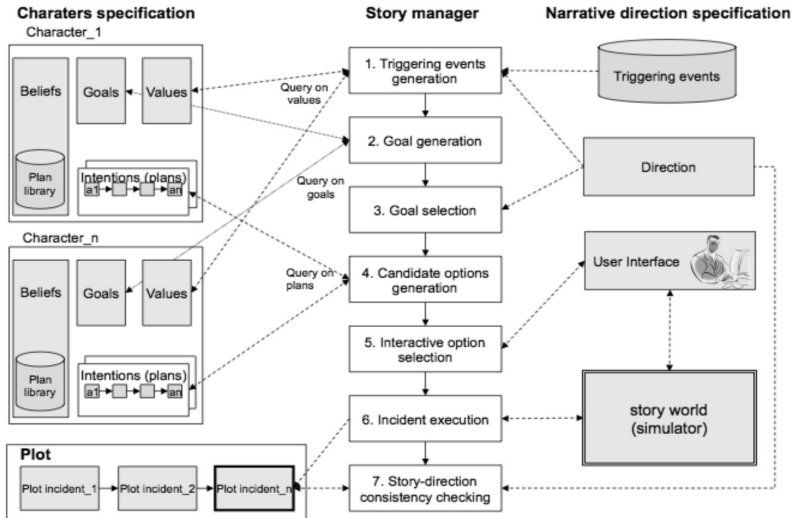 Charaters specification
Story manager
Narrative direction specification
Character_1
Beliefs
Goals
Values
Plan
library
Intentions (plans)
a1
an
Character_n
Beliefs
Goals
Values
Plan
library
Intentions (plans)
a1
an
Plot
Plot incident_1
Plot incident_2
Plot incident_n
Query on
values
Query on
goals
Query on
plans
1. Triggering events
generation
2. Goal generation
3. Goal selection
4. Candidate options
generation
5. Interactive option
selection
6. Incident execution
7. Story-direction
consistency checking
Triggering events
Direction
User Interface
story world
(simulator)